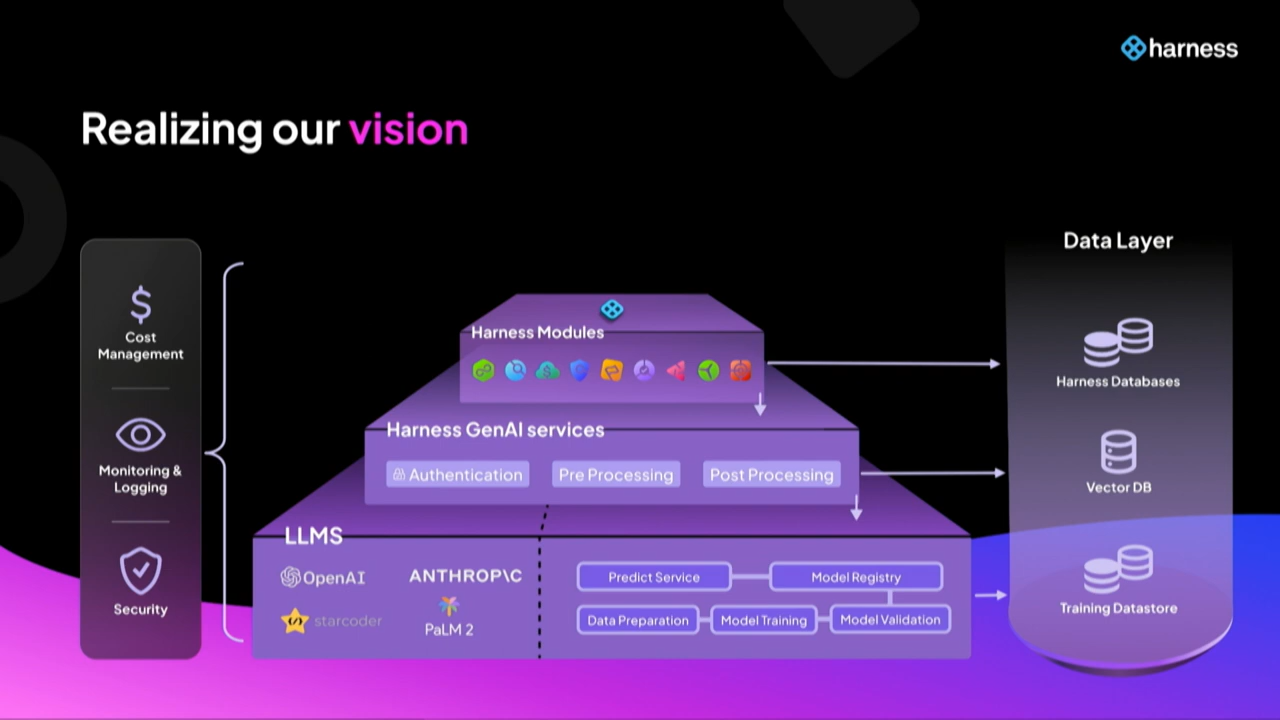 harness
Realizing our vision
Cost
Management
Monitoring &
Logging
Security
Harness Modules
Harness GenAI services
Authentication
Pre Processing
Post Processing
LLMS
OpenAI
ANTHROP\C
starcoder
PaLM 2
Predict Service
Model Registry
Data Preparation
Model Training
Model Validation
Data Layer
Harness Databases
Vector DB
Training Datastore